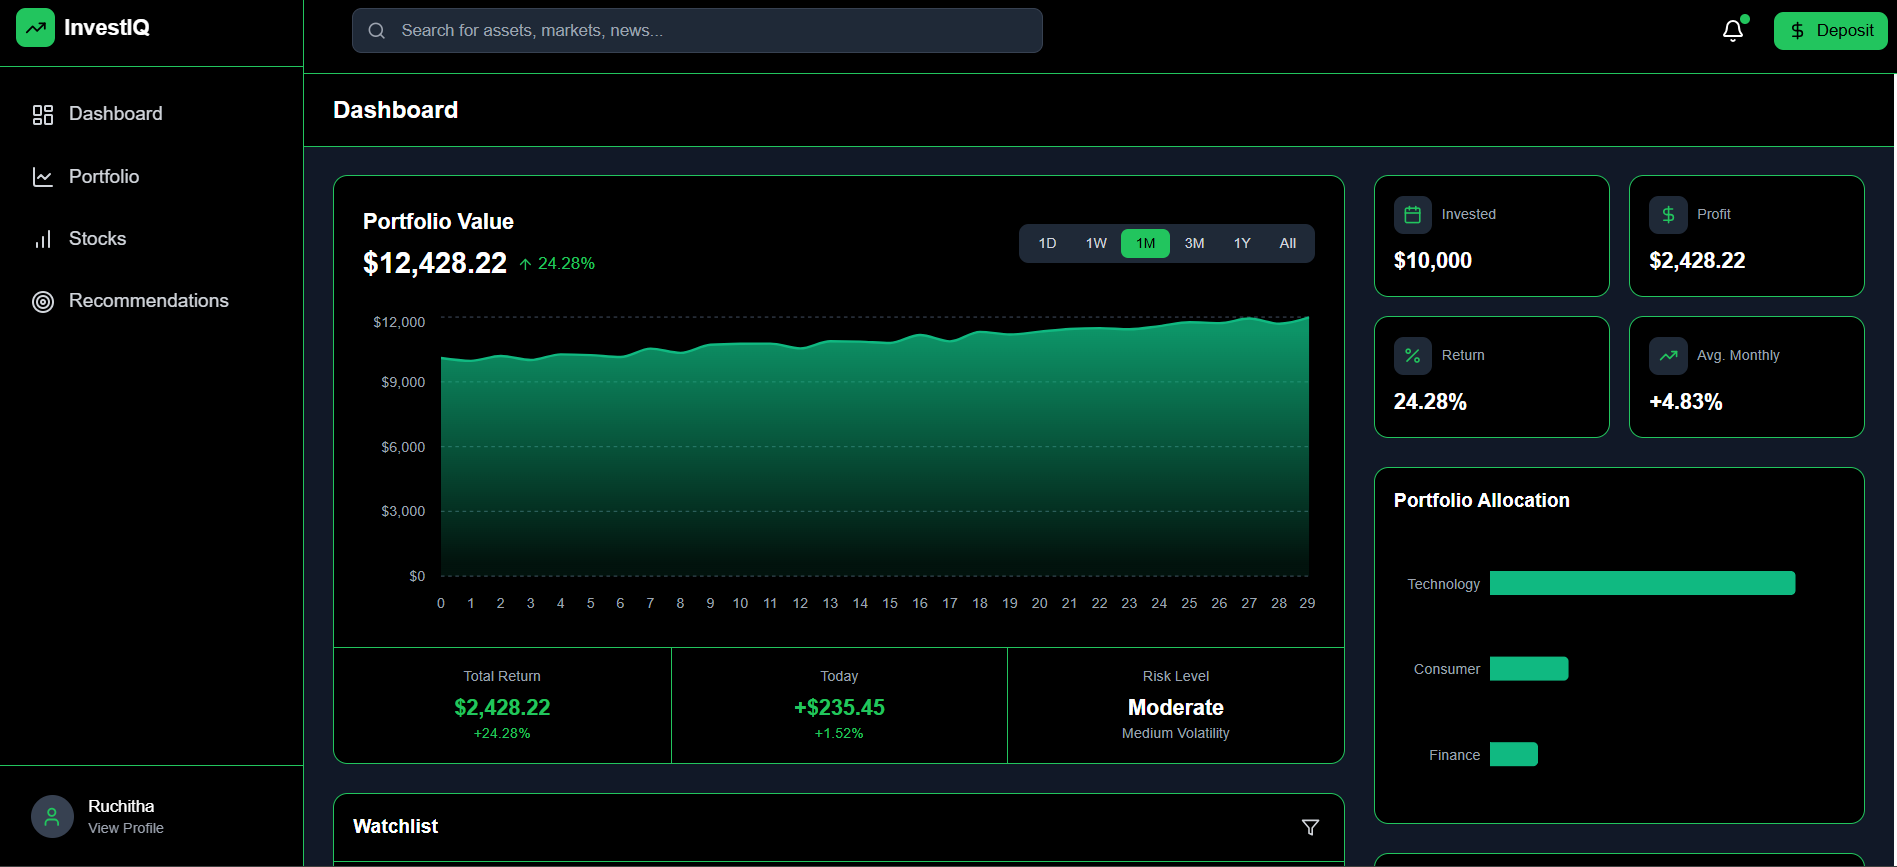 InvestIQ
Search for assets, markets, news...
Deposit
Dashboard
Portfolio
Stocks
Recommendations
Ruchitha
View Profile
Dashboard
Portfolio Value
$12,428.22 ↑ 24.28%
1D 1W 1M 3M 1Y All
$12,000
$9,000
$6,000
$3,000
$0
0 1 2 3 4 5 6 7 8 9 10 11 12 13 14 15 16 17 18 19 20 21 22 23 24 25 26 27 28 29
Total Return
$2,428.22
+24.28%
Today
+$235.45
+1.52%
Risk Level
Moderate
Medium Volatility
Watchlist
Invested
$10,000
Profit
$2,428.22
Return
24.28%
Avg. Monthly
+4.83%
Portfolio Allocation
Technology
Consumer
Finance